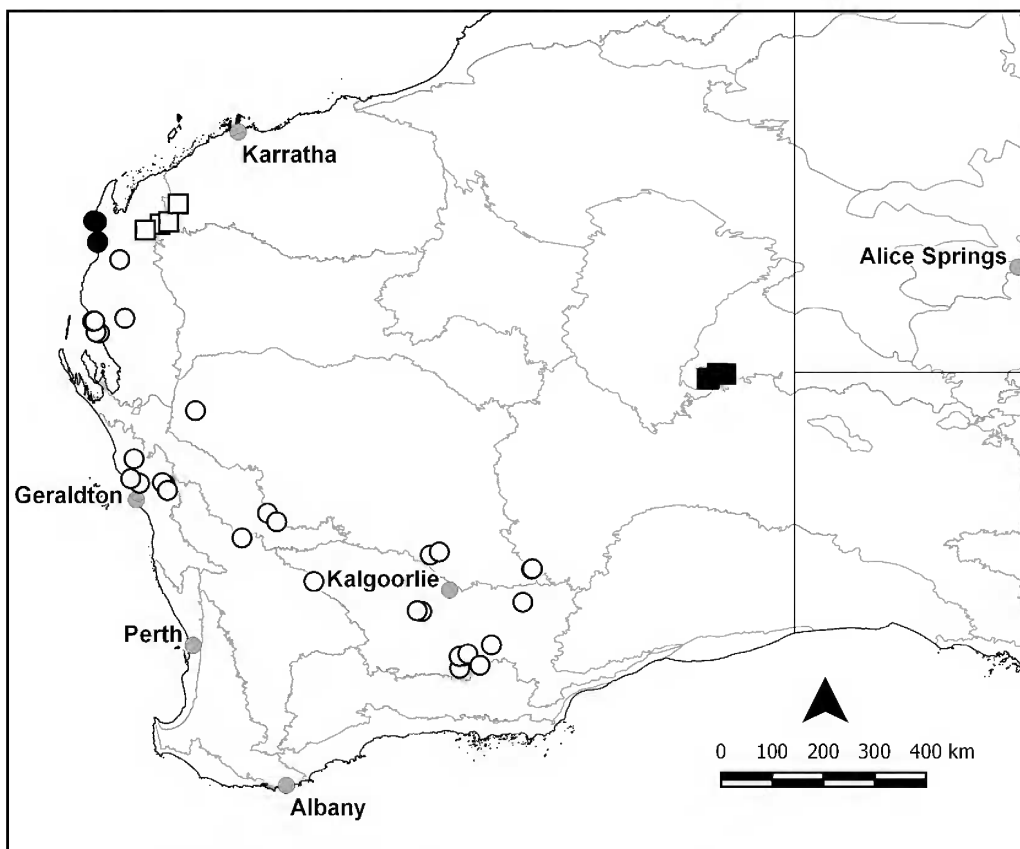 Karratha
Alice Springs
Geraldton
Kalgoorlie
Perth
0 100 200 300 400 km
Albany